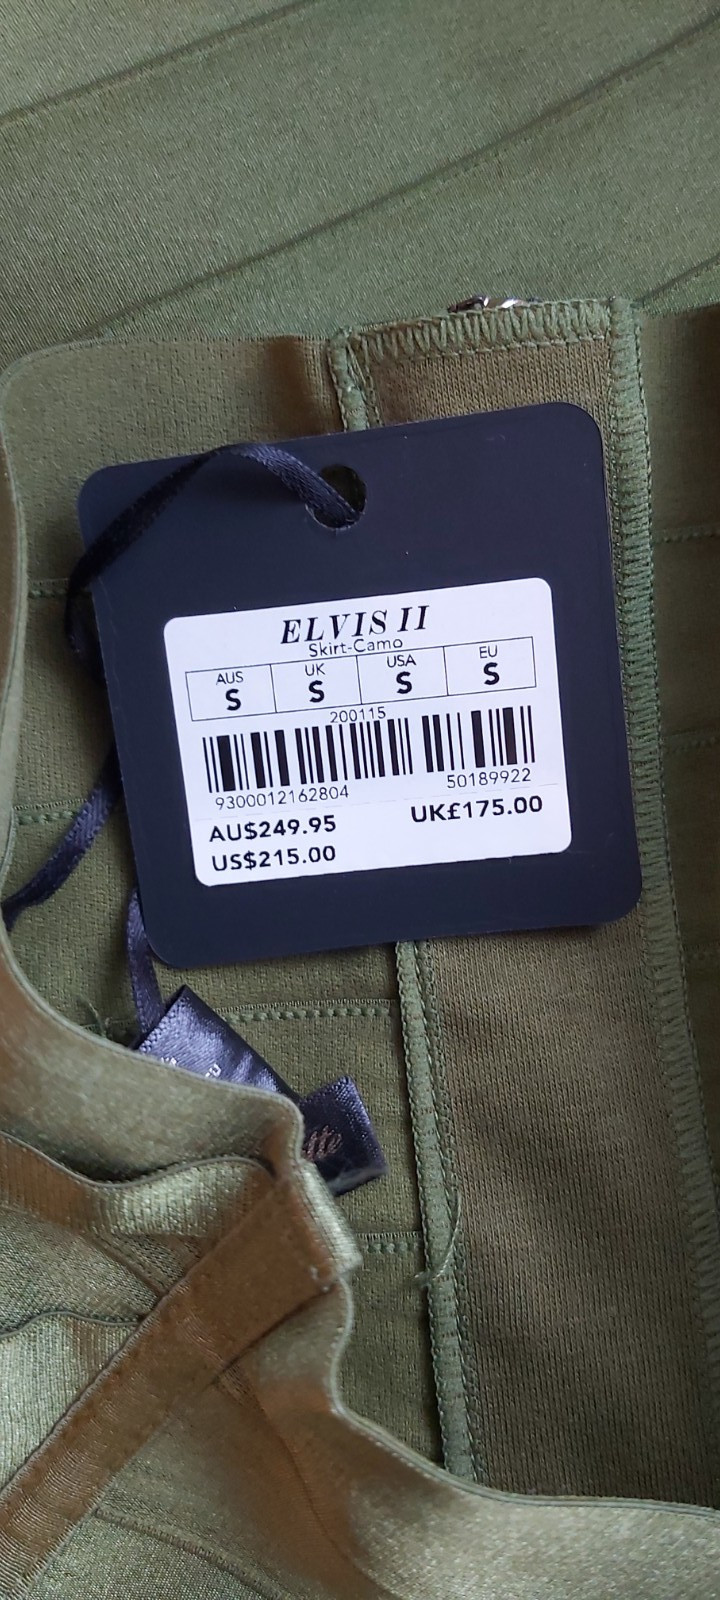 ELVIS II
Skirt-Camo
AUS UK USA EU
S S S S
200115
9300012162804 50189922
AU$249.95 UK£175.00
US$215.00